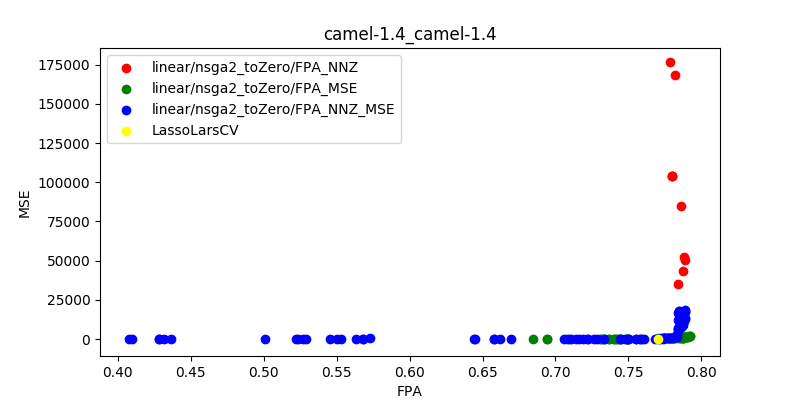 camel-1.4_camel-1.4
linear/nsga2_toZero/FPA_NNZ
linear/nsga2_toZero/FPA_MSE
linear/nsga2_toZero/FPA_NNZ_MSE
LassoLarsCV
MSE
175000
150000
125000
100000
75000
50000
25000
0
0.40 0.45 0.50 0.55 0.60 0.65 0.70 0.75 0.80
FPA